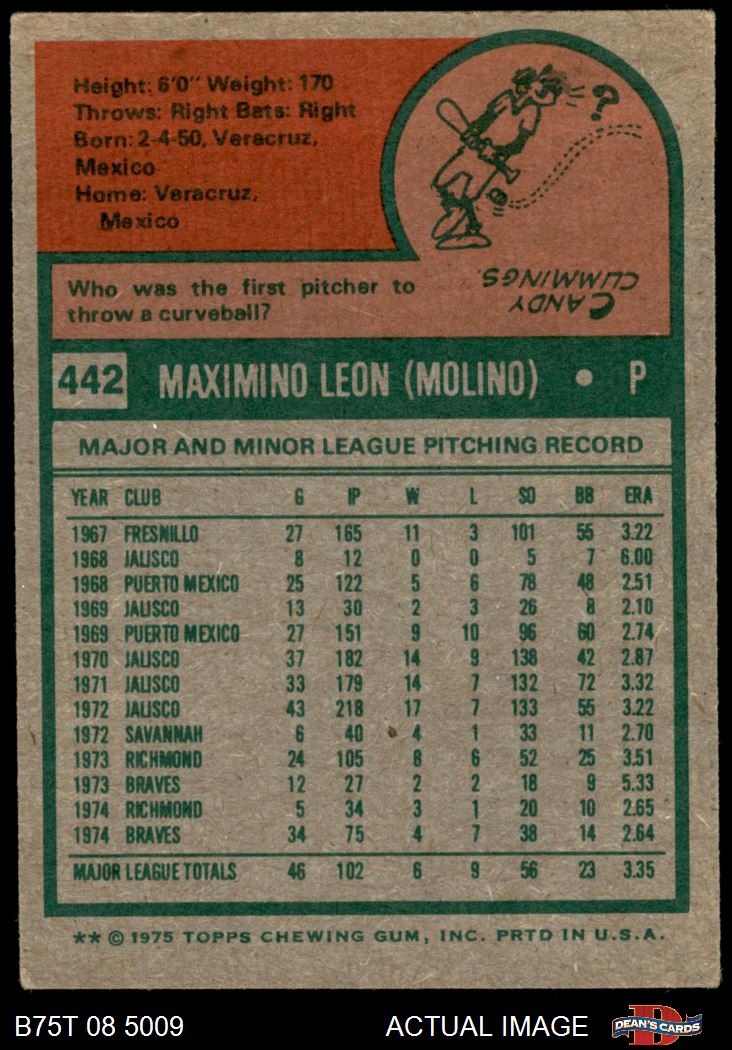 Height: 6'0" Weight: 170
Throws: Right Bats: Right
Born: 2-4-50, Veracruz,
Mexico
Home: Veracruz,
Mexico
?
Who was the first pitcher to
throw a curveball?
CANDY
CUMMINGS.
442 MAXIMINO LEON (MOLINO) • P
MAJOR AND MINOR LEAGUE PITCHING RECORD
YEAR CLUB G IP W L SO BB ERA
1967 FRESNILLO 27 165 11 3 101 55 3.22
1968 JALISCO 8 12 0 0 5 7 6.00
1968 PUERTO MEXICO 25 122 5 6 78 48 2.51
1969 JALISCO 13 30 2 3 26 8 2.10
1969 PUERTO MEXICO 27 151 9 10 96 60 2.74
1970 JALISCO 37 182 14 9 138 42 2.87
1971 JALISCO 33 179 14 7 132 72 3.32
1972 JALISCO 43 218 17 7 133 55 3.22
1972 SAVANNAH 6 40 4 1 33 11 2.70
1973 RICHMOND 24 105 8 6 52 25 3.51
1973 BRAVES 12 27 2 2 18 9 5.33
1974 RICHMOND 5 34 3 1 20 10 2.65
1974 BRAVES 34 75 4 7 38 14 2.64
MAJOR LEAGUE TOTALS 46 102 6 9 56 23 3.35
** © 1975 TOPPS CHEWING GUM, INC. PRTD IN U.S.A.
B75T 08 5009 ACTUAL IMAGE D DEAN'S CARDS